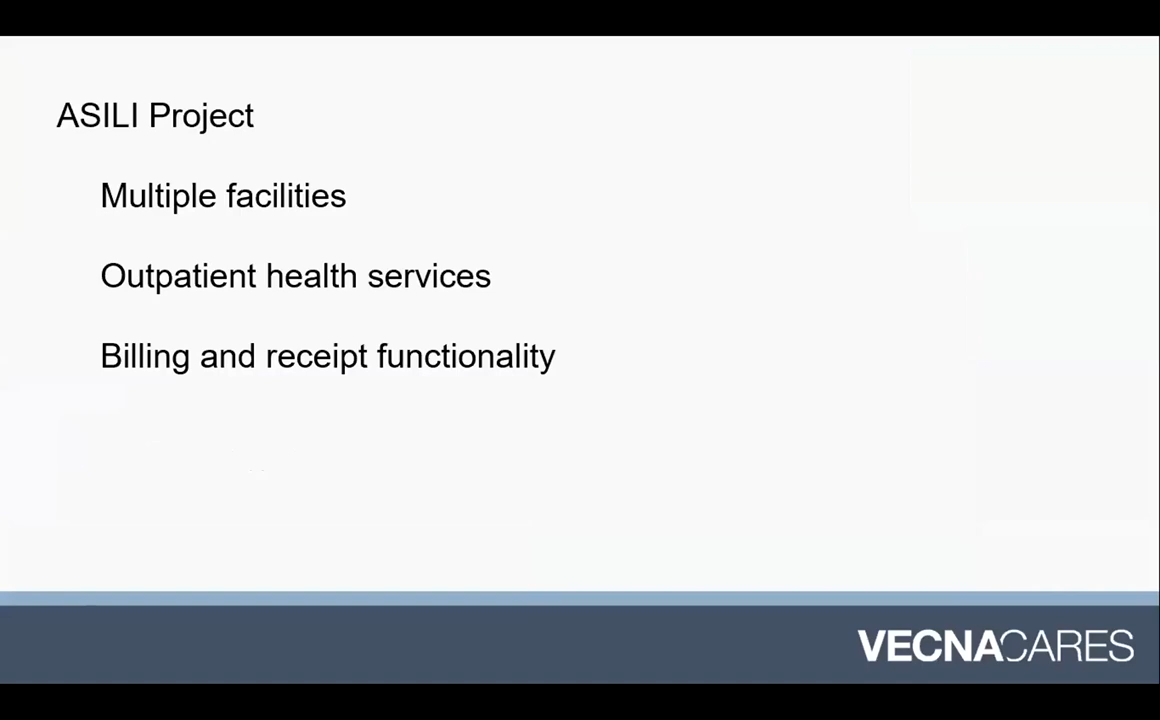 ASILI Project
Multiple facilities
Outpatient health services
Billing and receipt functionality
VECNACARES